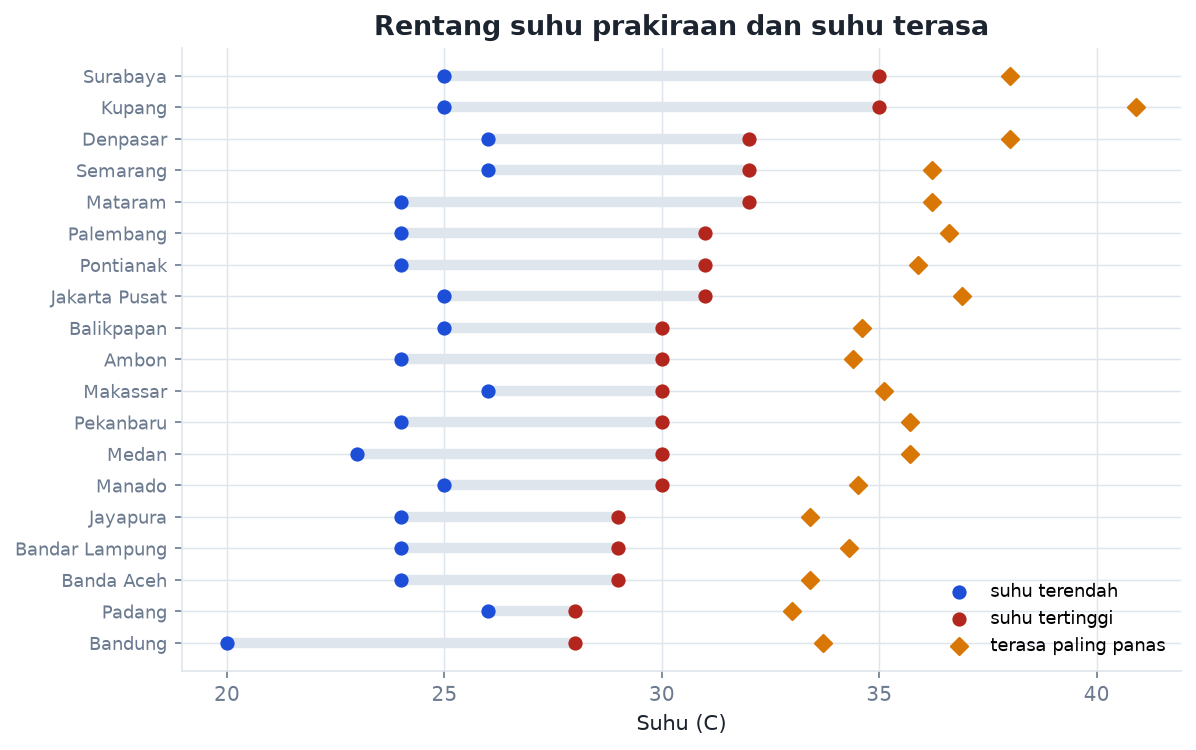 Rentang suhu prakiraan dan suhu terasa
Surabaya
Kupang
Denpasar
Semarang
Mataram
Palembang
Pontianak
Jakarta Pusat
Balikpapan
Ambon
Makassar
Pekanbaru
Medan
Manado
Jayapura
Bandar Lampung
Banda Aceh
Padang
Bandung
suhu terendah
suhu tertinggi
terasa paling panas
20 25 30 35 40
Suhu (C)